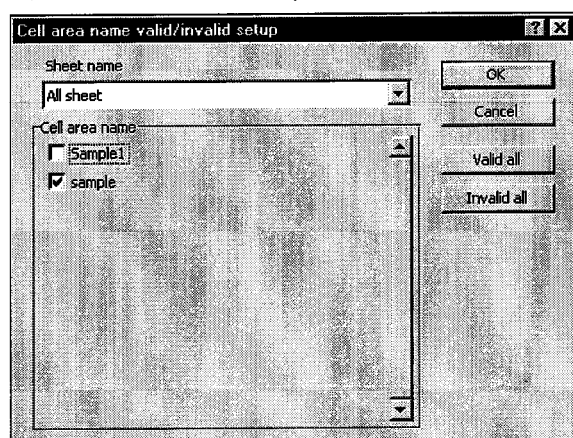 Cell area name valid/invalid setup
Sheet name
All sheet
OK
Cancel
Cell area name
Sample1
sample
Valid all
Invalid all